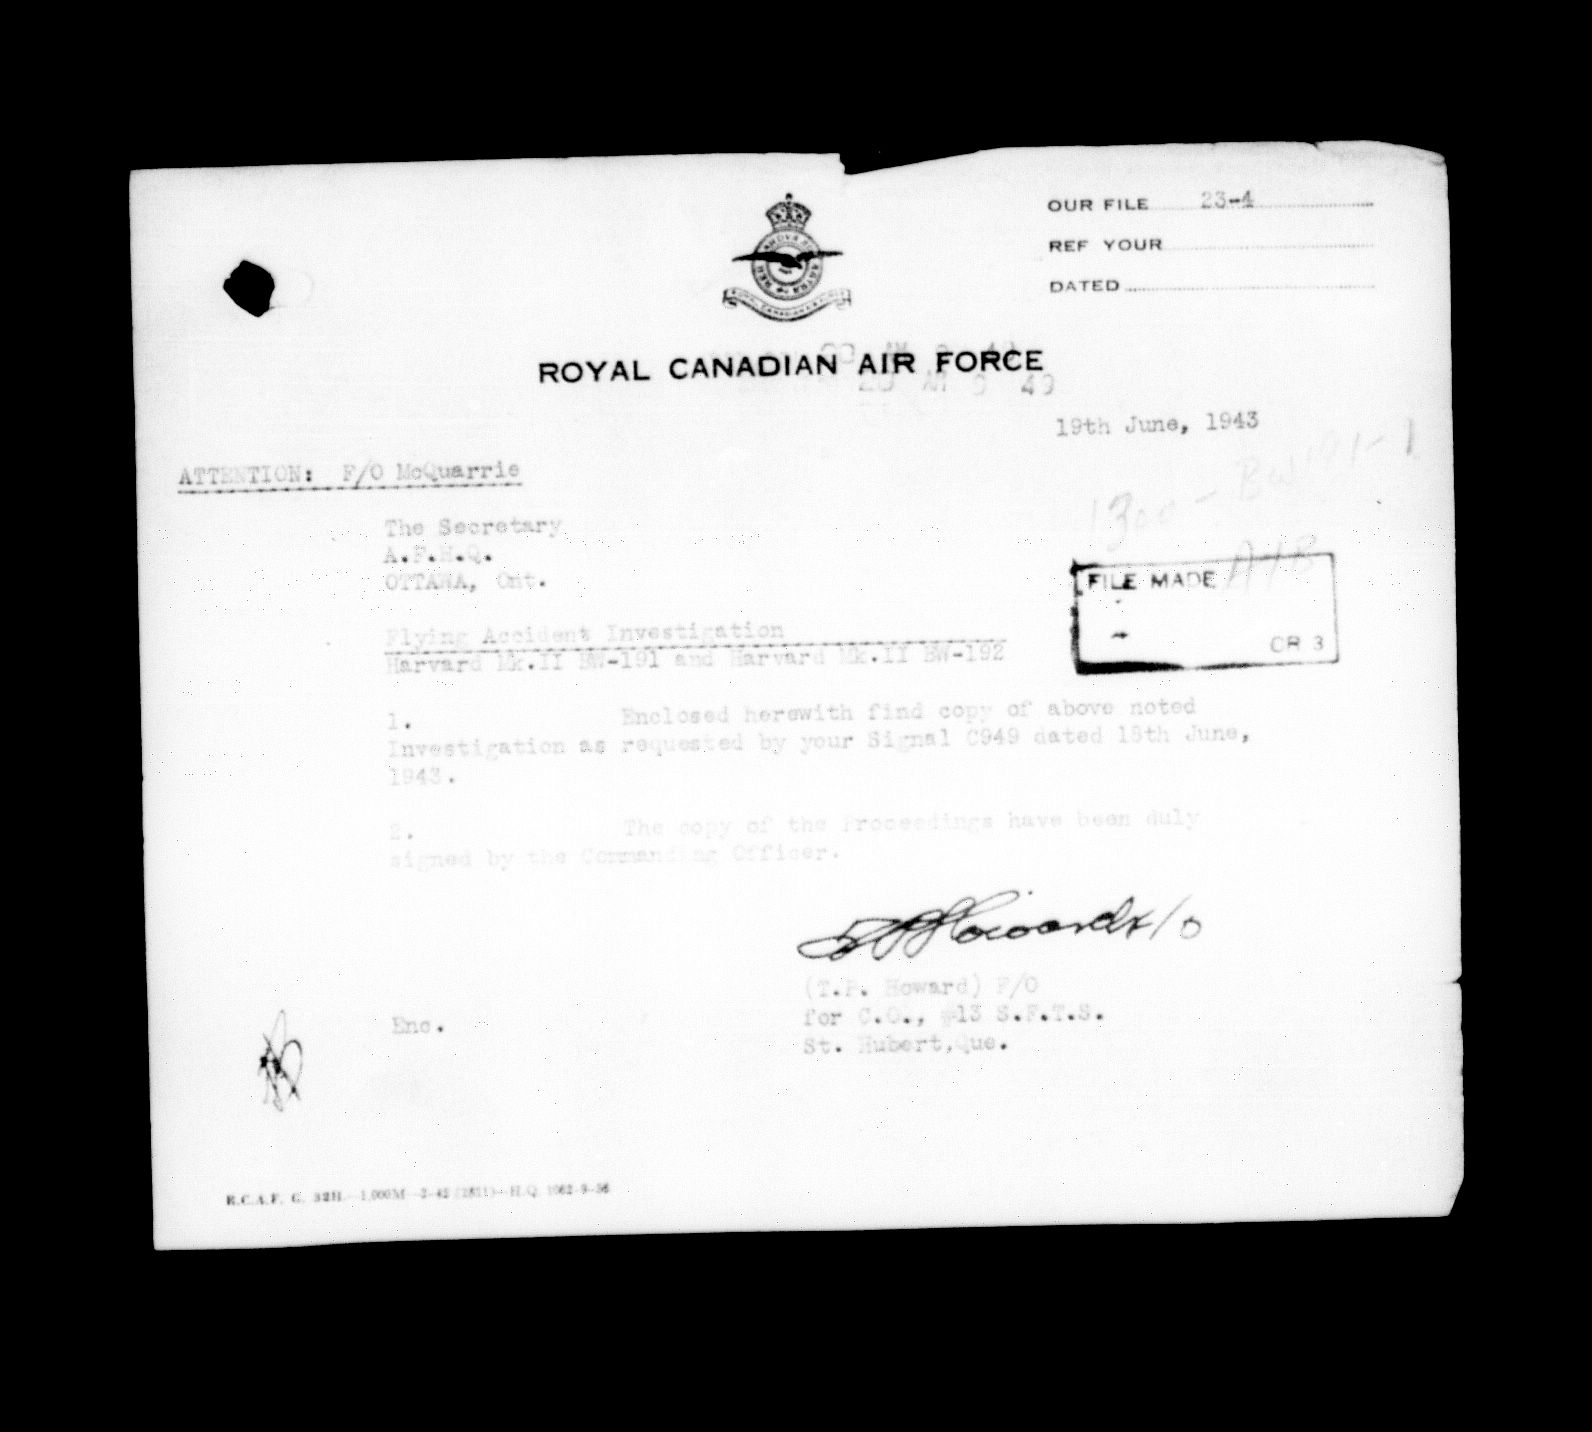 OUR FILE 23-4
REF YOUR
DATED
ROYAL CANADIAN AIR FORCE
19th June, 1943
ATTENTION: F/O McQuarrie
The Secretary
A.F.H.Q.
OTTAWA, Ont.
FILE MADE
CR 3
Flying Accident Investigation
Harvard Mk.II BW-191 and Harvard Mk.II BW-192
1. Enclosed herewith find copy of above noted
Investigation as requested by your Signal C949 dated 18th June,
1943.
2. The copy of the Proceedings have been duly
signed by the Commanding Officer.
(T.P. Howard) F/O
Enc.
for C.O., #13 S.F.T.S.
St. Hubert,Que.